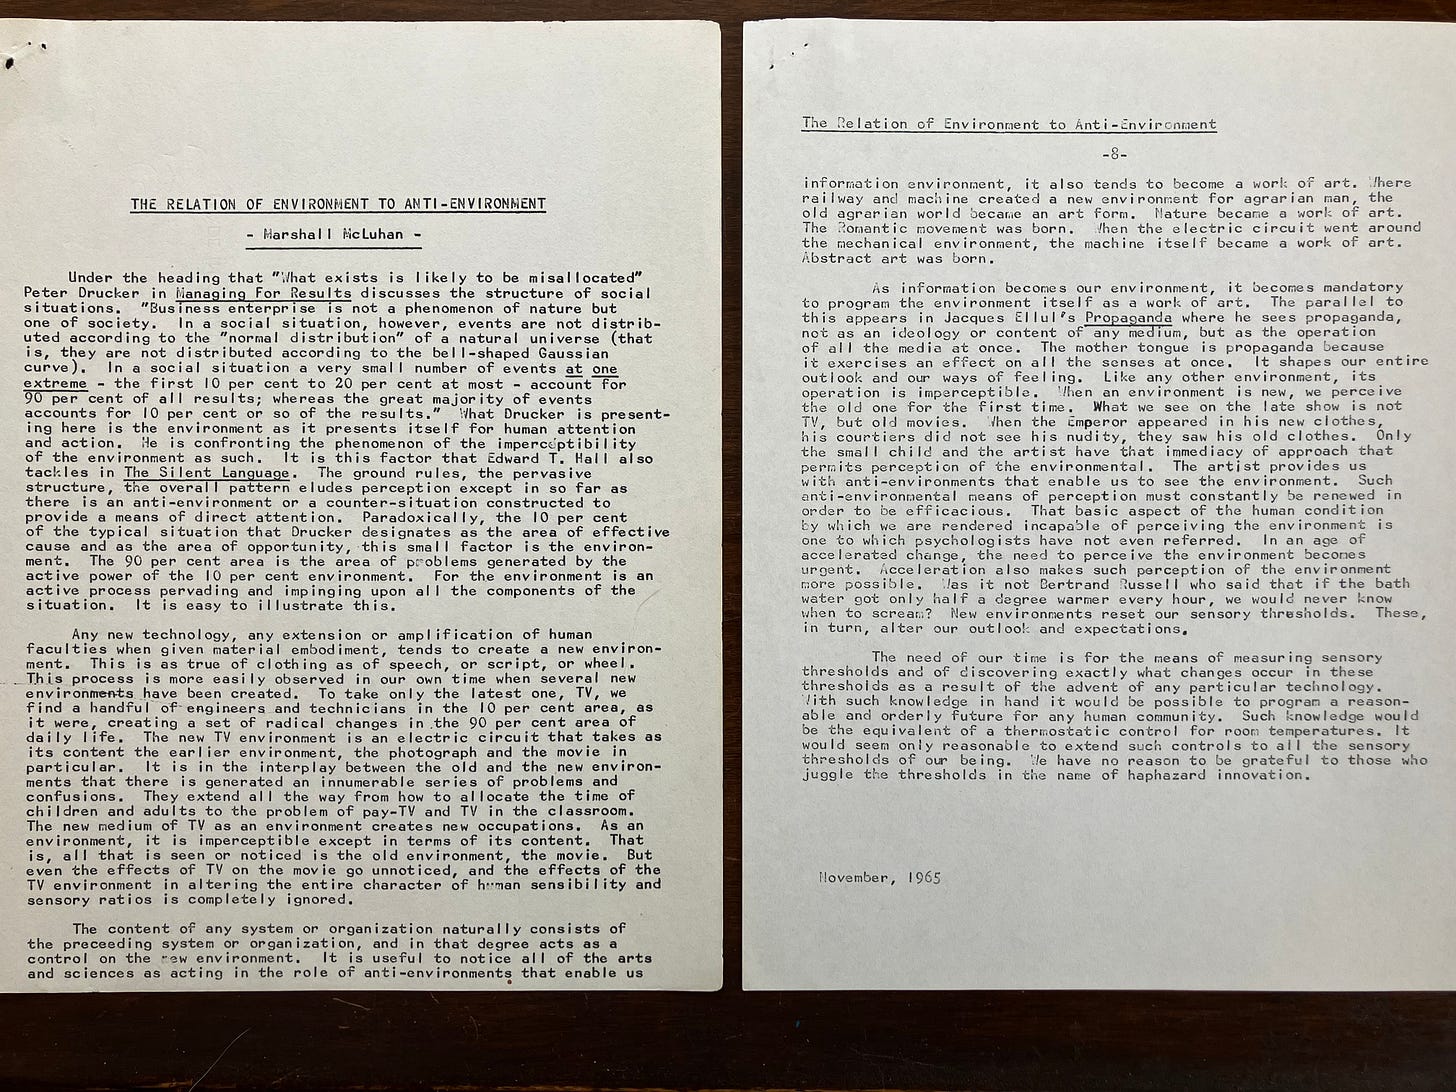 THE RELATION OF ENVIRONMENT TO ANTI-ENVIRONMENT
- Marshall McLuhan -
Under the heading that "What exists is likely to be misallocated"
Peter Drucker in Managing For Results discusses the structure of social
situations. "Business enterprise is not a phenomenon of nature but
one of society. In a social situation, however, events are not distrib-
uted according to the "normal distribution" of a natural universe (that
is, they are not distributed according to the bell-shaped Gaussian
curve). In a social situation a very small number of events at one
extreme - the first 10 per cent to 20 per cent at most - account for
90 per cent of all results; whereas the great majority of events
accounts for 10 per cent or so of the results." What Drucker is present-
ing here is the environment as it presents itself for human attention
and action. He is confronting the phenomenon of the imperceptibility
of the environment as such. It is this factor that Edward T. Hall also
tackles in The Silent Language. The ground rules, the pervasive
structure, the overall pattern eludes perception except in so far as
there is an anti-environment or a counter-situation constructed to
provide a means of direct attention. Paradoxically, the 10 per cent
of the typical situation that Drucker designates as the area of effective
cause and as the area of opportunity, this small factor is the environ-
ment. The 90 per cent area is the area of problems generated by the
active power of the 10 per cent environment. For the environment is an
active process pervading and impinging upon all the components of the
situation. It is easy to illustrate this.
Any new technology, any extension or amplification of human
faculties when given material embodiment, tends to create a new environ-
ment. This is as true of clothing as of speech, or script, or wheel.
This process is more easily observed in our own time when several new
environments have been created. To take only the latest one, TV, we
find a handful of engineers and technicians in the 10 per cent area, as
it were, creating a set of radical changes in the 90 per cent area of
daily life. The new TV environment is an electric circuit that takes as
its content the earlier environment, the photograph and the movie in
particular. It is in the interplay between the old and the new environ-
ments that there is generated an innumerable series of problems and
confusions. They extend all the way from how to allocate the time of
children and adults to the problem of pay-TV and TV in the classroom.
The new medium of TV as an environment creates new occupations. As an
environment, it is imperceptible except in terms of its content. That
is, all that is seen or noticed is the old environment, the movie. But
even the effects of TV on the movie go unnoticed, and the effects of the
TV environment in altering the entire character of human sensibility and
sensory ratios is completely ignored.
The content of any system or organization naturally consists of
the preceeding system or organization, and in that degree acts as a
control on the new environment. It is useful to notice all of the arts
and sciences as acting in the role of anti-environments that enable us
The Relation of Environment to Anti-Environment
-8-
information environment, it also tends to become a work of art. Where
railway and machine created a new environment for agrarian man, the
old agrarian world became an art form. Nature became a work of art.
The Romantic movement was born. When the electric circuit went around
the mechanical environment, the machine itself became a work of art.
Abstract art was born.
As information becomes our environment, it becomes mandatory
to program the environment itself as a work of art. The parallel to
this appears in Jacques Ellul's Propaganda where he sees propaganda,
not as an ideology or content of any medium, but as the operation
of all the media at once. The mother tongue is propaganda because
it exercises an effect on all the senses at once. It shapes our entire
outlook and our ways of feeling. Like any other environment, its
operation is imperceptible. When an environment is new, we perceive
the old one for the first time. What we see on the late show is not
TV, but old movies. When the Emperor appeared in his new clothes,
his courtiers did not see his nudity, they saw his old clothes. Only
the small child and the artist have that immediacy of approach that
permits perception of the environmental. The artist provides us
with anti-environments that enable us to see the environment. Such
anti-environmental means of perception must constantly be renewed in
order to be efficacious. That basic aspect of the human condition
by which we are rendered incapable of perceiving the environment is
one to which psychologists have not even referred. In an age of
accelerated change, the need to perceive the environment becomes
urgent. Acceleration also makes such perception of the environment
more possible. Was it not Bertrand Russell who said that if the bath
water got only half a degree warmer every hour, we would never know
when to scream? New environments reset our sensory thresholds. These,
in turn, alter our outlook and expectations.
The need of our time is for the means of measuring sensory
thresholds and of discovering exactly what changes occur in these
thresholds as a result of the advent of any particular technology.
With such knowledge in hand it would be possible to program a reason-
able and orderly future for any human community. Such knowledge would
be the equivalent of a thermostatic control for room temperatures. It
would seem only reasonable to extend such controls to all the sensory
thresholds of our being. We have no reason to be grateful to those who
juggle the thresholds in the name of haphazard innovation.
November, 1965